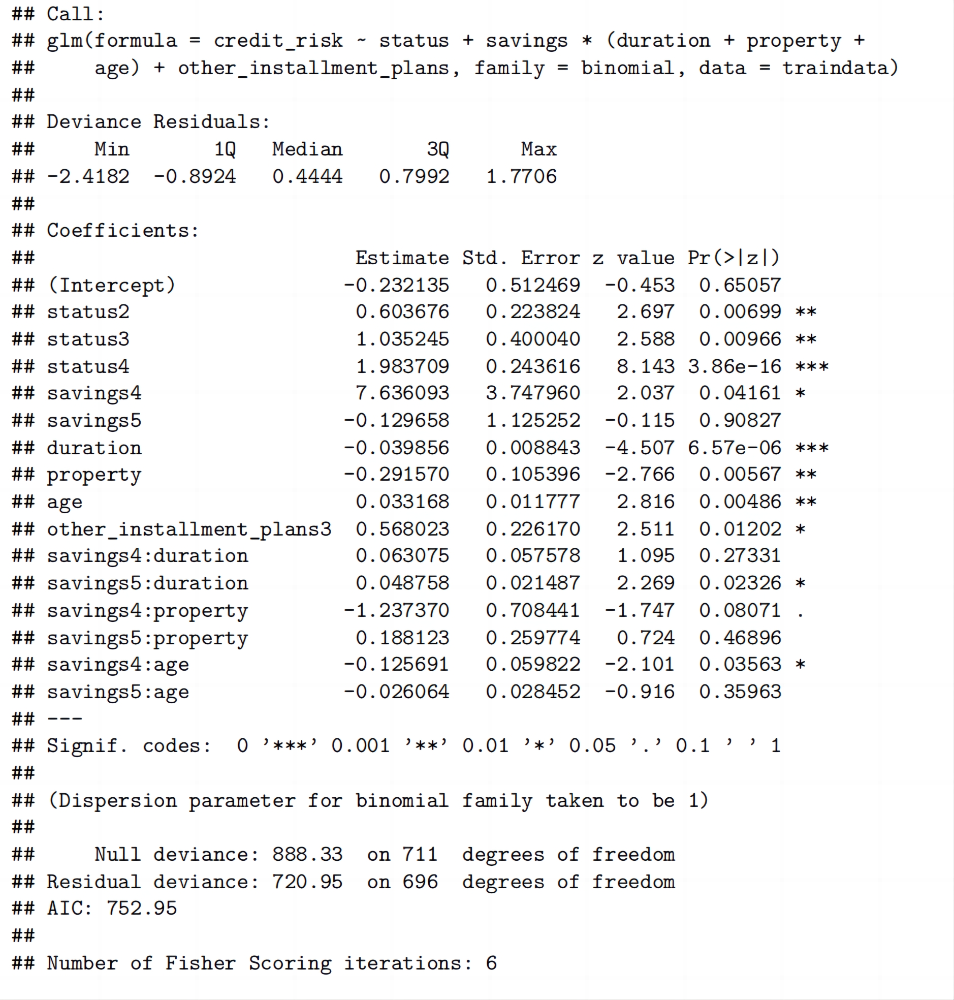 ## Call:
## glm(formula = credit_risk ~ status + savings * (duration + property +
##     age) + other_installment_plans, family = binomial, data = traindata)
##
## Deviance Residuals:
##     Min       1Q   Median       3Q      Max
## -2.4182  -0.8924   0.4444   0.7992   1.7706
##
## Coefficients:
##                           Estimate Std. Error z value Pr(>|z|)
## (Intercept)              -0.232135   0.512469  -0.453  0.65057
## status2                   0.603676   0.223824   2.697  0.00699 **
## status3                   1.035245   0.400040   2.588  0.00966 **
## status4                   1.983709   0.243616   8.143 3.86e-16 ***
## savings4                  7.636093   3.747960   2.037  0.04161 *
## savings5                 -0.129658   1.125252  -0.115  0.90827
## duration                 -0.039856   0.008843  -4.507 6.57e-06 ***
## property                 -0.291570   0.105396  -2.766  0.00567 **
## age                       0.033168   0.011777   2.816  0.00486 **
## other_installment_plans3  0.568023   0.226170   2.511  0.01202 *
## savings4:duration         0.063075   0.057578   1.095  0.27331
## savings5:duration         0.048758   0.021487   2.269  0.02326 *
## savings4:property        -1.237370   0.708441  -1.747  0.08071 .
## savings5:property         0.188123   0.259774   0.724  0.46896
## savings4:age             -0.125691   0.059822  -2.101  0.03563 *
## savings5:age             -0.026064   0.028452  -0.916  0.35963
## ---
## Signif. codes:  0 ’***’ 0.001 ’**’ 0.01 ’*’ 0.05 ’.’ 0.1 ’ ’ 1
##
## (Dispersion parameter for binomial family taken to be 1)
##
##     Null deviance: 888.33  on 711  degrees of freedom
## Residual deviance: 720.95  on 696  degrees of freedom
## AIC: 752.95
##
## Number of Fisher Scoring iterations: 6